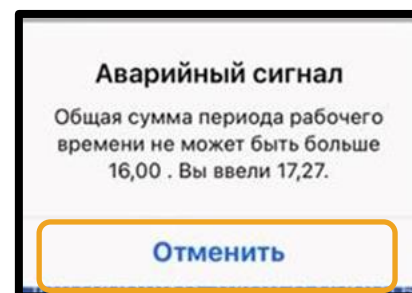 Аварийный сигнал
Общая сумма периода рабочего
времени не может быть больше
16,00 . Вы ввели 17,27.
Отменить